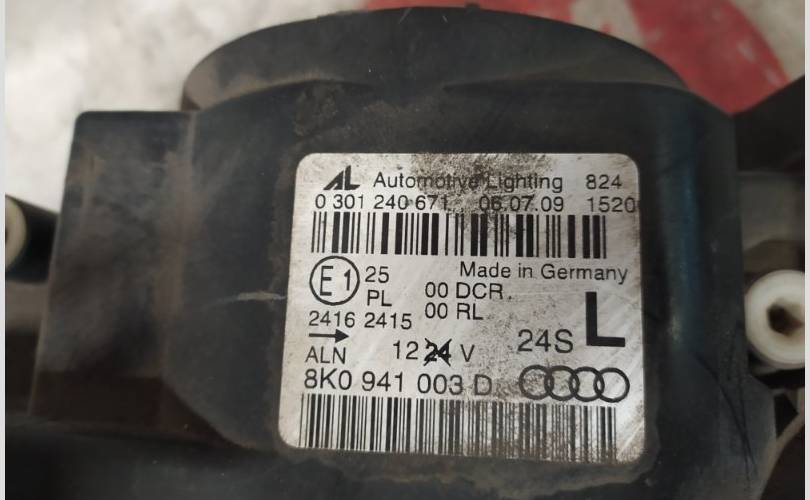 AL Automotive Lighting 824
0 301 240 671 06.07.09 1520
E1 25 Made in Germany
PL 00 DCR.
00 RL
2416 2415
24S L
ALN 12 24 V
8K0 941 003 D